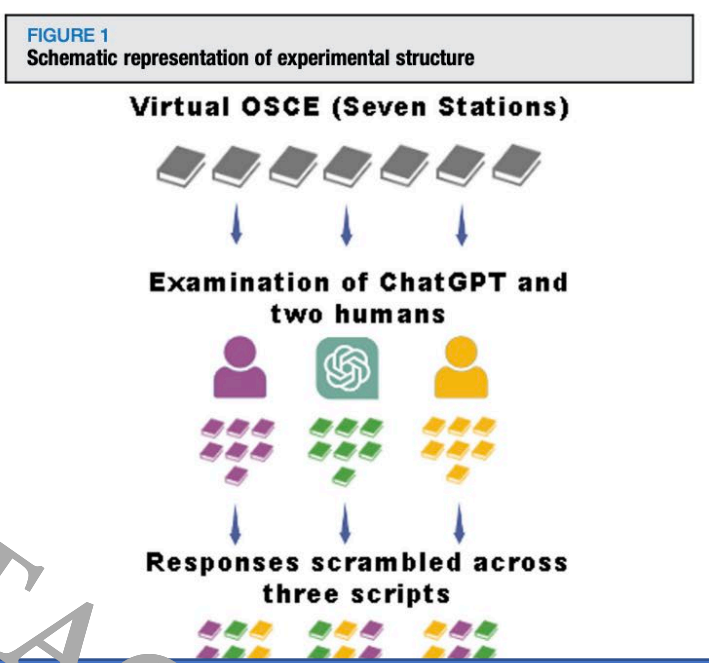 FIGURE 1
Schematic representation of experimental structure
Virtual OSCE (Seven Stations)
Examination of ChatGPT and
two humans
Responses scrambled across
three scripts